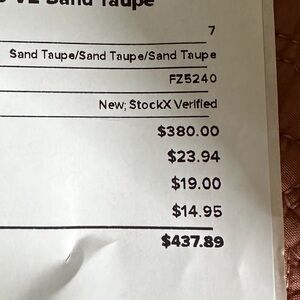 V2 Sand Taupe
7
Sand Taupe/Sand Taupe/Sand Taupe
FZ5240
New; StockX Verified
$380.00
$23.94
$19.00
$14.95
$437.89